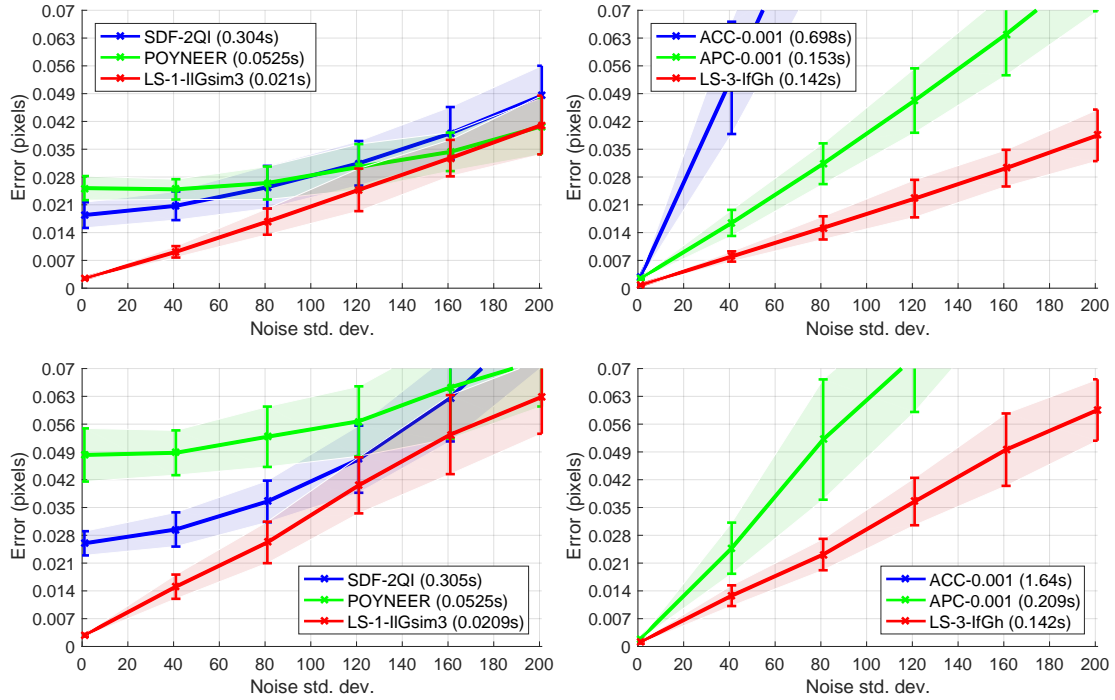 0.07
0.063
0.056
0.049
0.042
0.035
0.028
0.021
0.014
0.007
0
Error (pixels)
SDF-2QI (0.304s)
POYNEER (0.0525s)
LS-1-IIGsim3 (0.021s)
0 20 40 60 80 100 120 140 160 180 200
Noise std. dev.
0.07
0.063
0.056
0.049
0.042
0.035
0.028
0.021
0.014
0.007
0
Error (pixels)
ACC-0.001 (0.698s)
APC-0.001 (0.153s)
LS-3-IfGh (0.142s)
0 20 40 60 80 100 120 140 160 180 200
Noise std. dev.
0.07
0.063
0.056
0.049
0.042
0.035
0.028
0.021
0.014
0.007
0
Error (pixels)
SDF-2QI (0.305s)
POYNEER (0.0525s)
LS-1-IIGsim3 (0.0209s)
0 20 40 60 80 100 120 140 160 180 200
Noise std. dev.
0.07
0.063
0.056
0.049
0.042
0.035
0.028
0.021
0.014
0.007
0
Error (pixels)
ACC-0.001 (1.64s)
APC-0.001 (0.209s)
LS-3-IfGh (0.142s)
0 20 40 60 80 100 120 140 160 180 200
Noise std. dev.